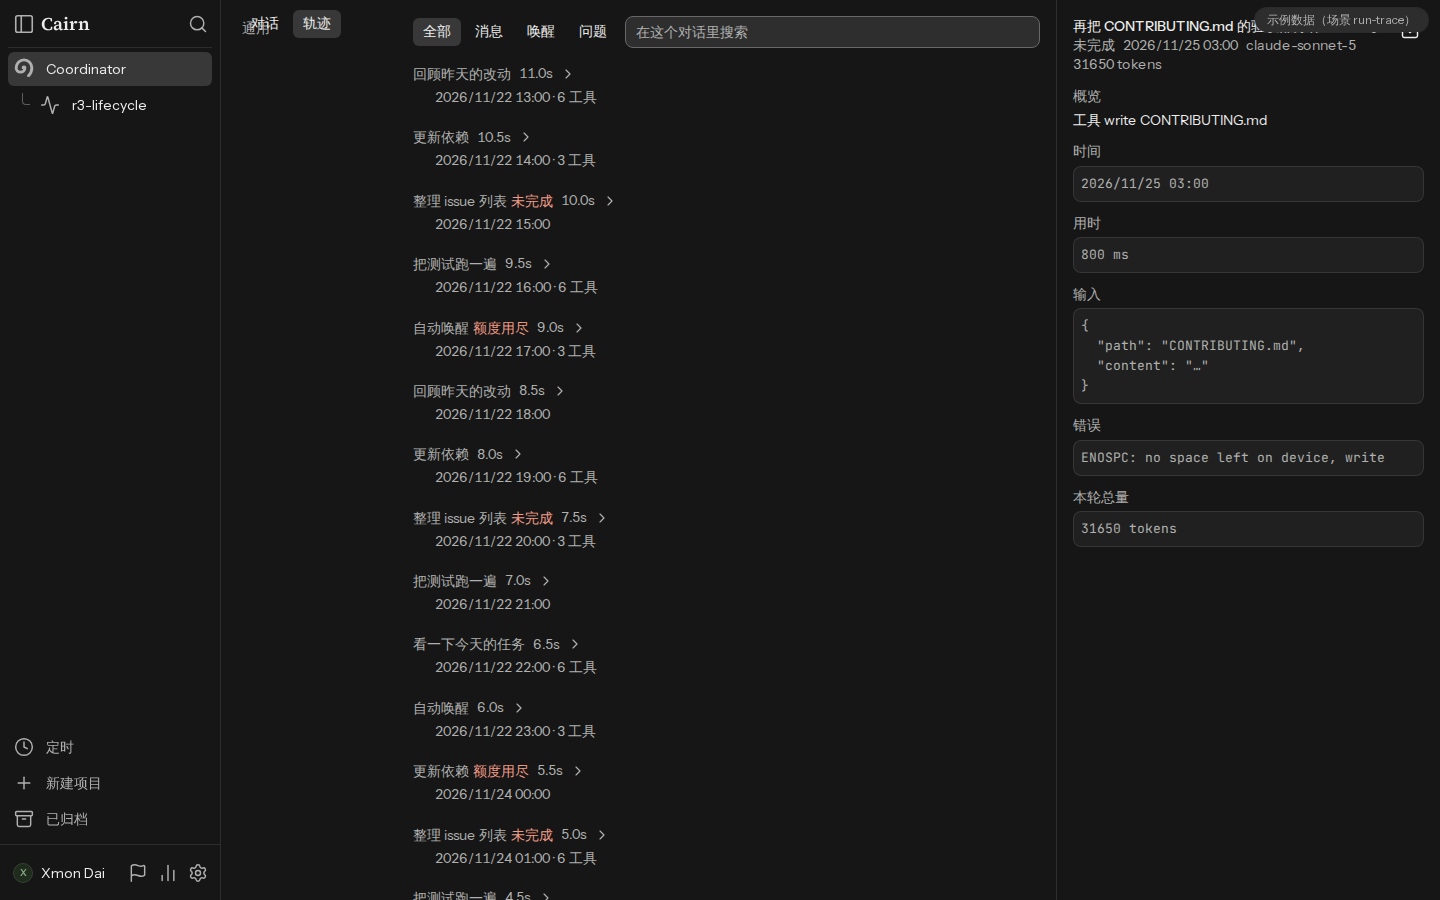 Cairn
Coordinator
r3-lifecycle
定时
新建项目
已归档
X
Xmon Dai
通用
对话
轨迹
全部
消息
唤醒
问题
在这个对话里搜索
回顾昨天的改动 11.0s
2026/11/22 13:00·6 工具
更新依赖 10.5s
2026/11/22 14:00·3 工具
整理 issue 列表 未完成 10.0s
2026/11/22 15:00
把测试跑一遍 9.5s
2026/11/22 16:00·6 工具
自动唤醒 额度用尽 9.0s
2026/11/22 17:00·3 工具
回顾昨天的改动 8.5s
2026/11/22 18:00
更新依赖 8.0s
2026/11/22 19:00·6 工具
整理 issue 列表 未完成 7.5s
2026/11/22 20:00·3 工具
把测试跑一遍 7.0s
2026/11/22 21:00
看一下今天的任务 6.5s
2026/11/22 22:00·6 工具
自动唤醒 6.0s
2026/11/22 23:00·3 工具
更新依赖 额度用尽 5.5s
2026/11/24 00:00
整理 issue 列表 未完成 5.0s
2026/11/24 01:00·6 工具
把测试跑一遍 4.5s
示例数据（场景 run-trace）
再把 CONTRIBUTING.md 的
未完成 2026/11/25 03:00 claude-sonnet-5
31650 tokens
概览
工具 write CONTRIBUTING.md
时间
2026/11/25 03:00
用时
800 ms
输入
{
"path": "CONTRIBUTING.md",
"content": "…"
}
错误
ENOSPC: no space left on device, write
本轮总量
31650 tokens